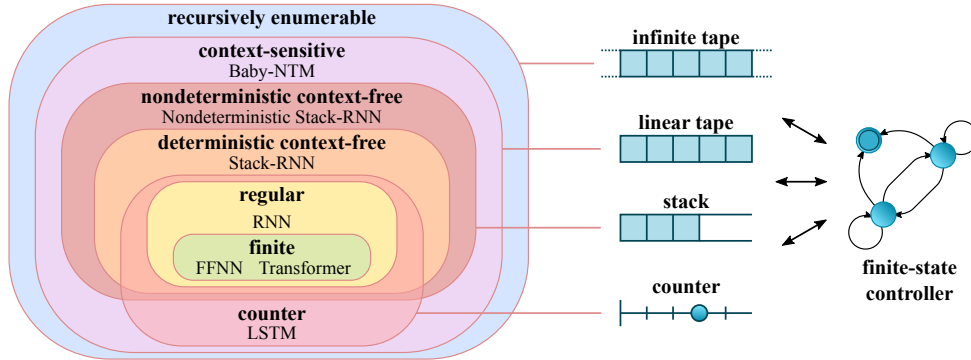 recursively enumerable
context-sensitive
Baby-NTM
nondeterministic context-free
Nondeterministic Stack-RNN
deterministic context-free
Stack-RNN
regular
RNN
finite
FFNN Transformer
counter
LSTM
infinite tape
linear tape
stack
counter
finite-state
controller